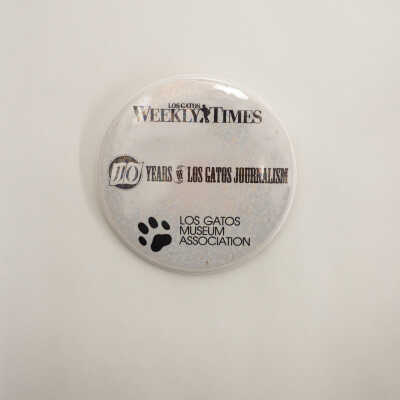 LOS GATOS
WEEKLY TIMES
110 YEARS OF LOS GATOS JOURNALISM
LOS GATOS
MUSEUM
ASSOCIATION